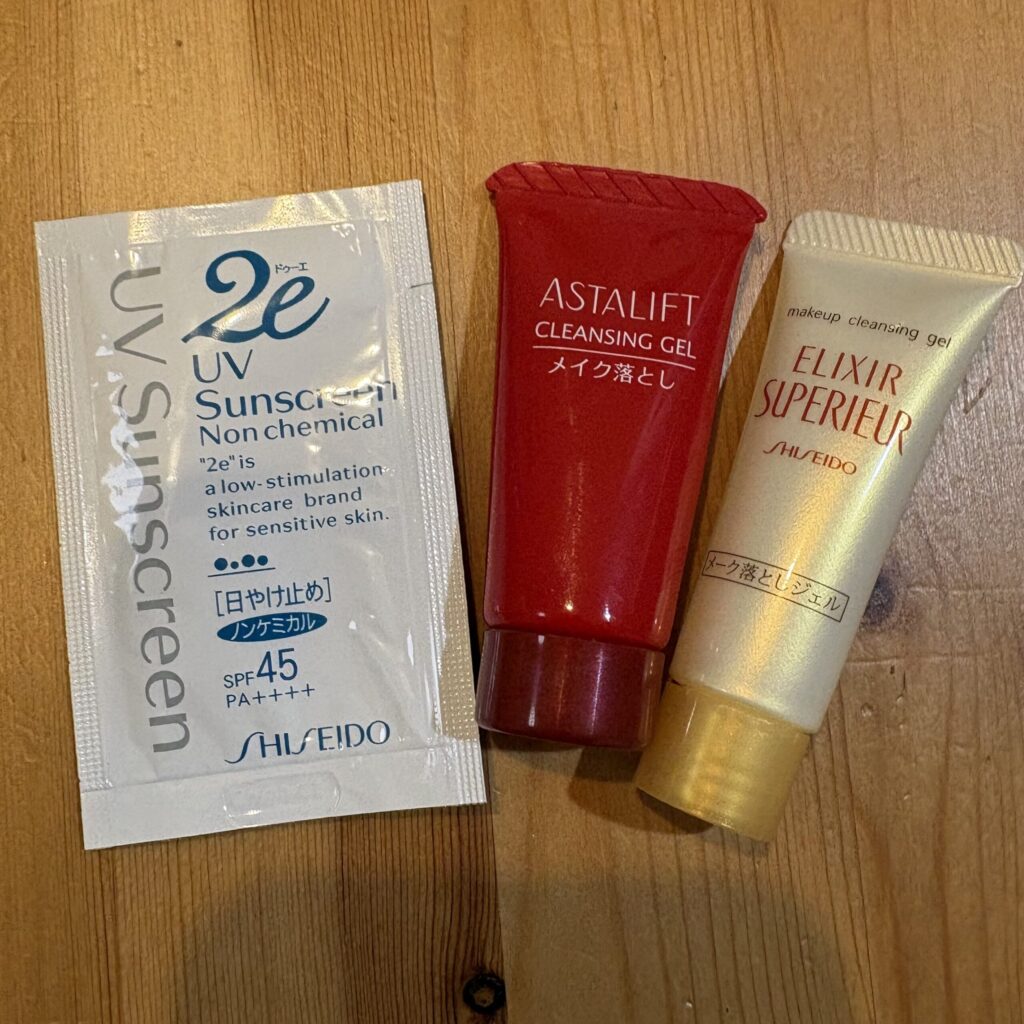 UV Sunscreen
2e
ドゥーエ
UV
Sunscreen
Non chemical
"2e" is
a low-stimulation
skincare brand
for sensitive skin.
[日やけ止め]
ノンケミカル
SPF 45
PA++++
SHISEIDO
ASTALIFT
CLEANSING GEL
メイク落とし
makeup cleansing gel
ELIXIR
SUPERIEUR
SHISEIDO
メーク落としジェル